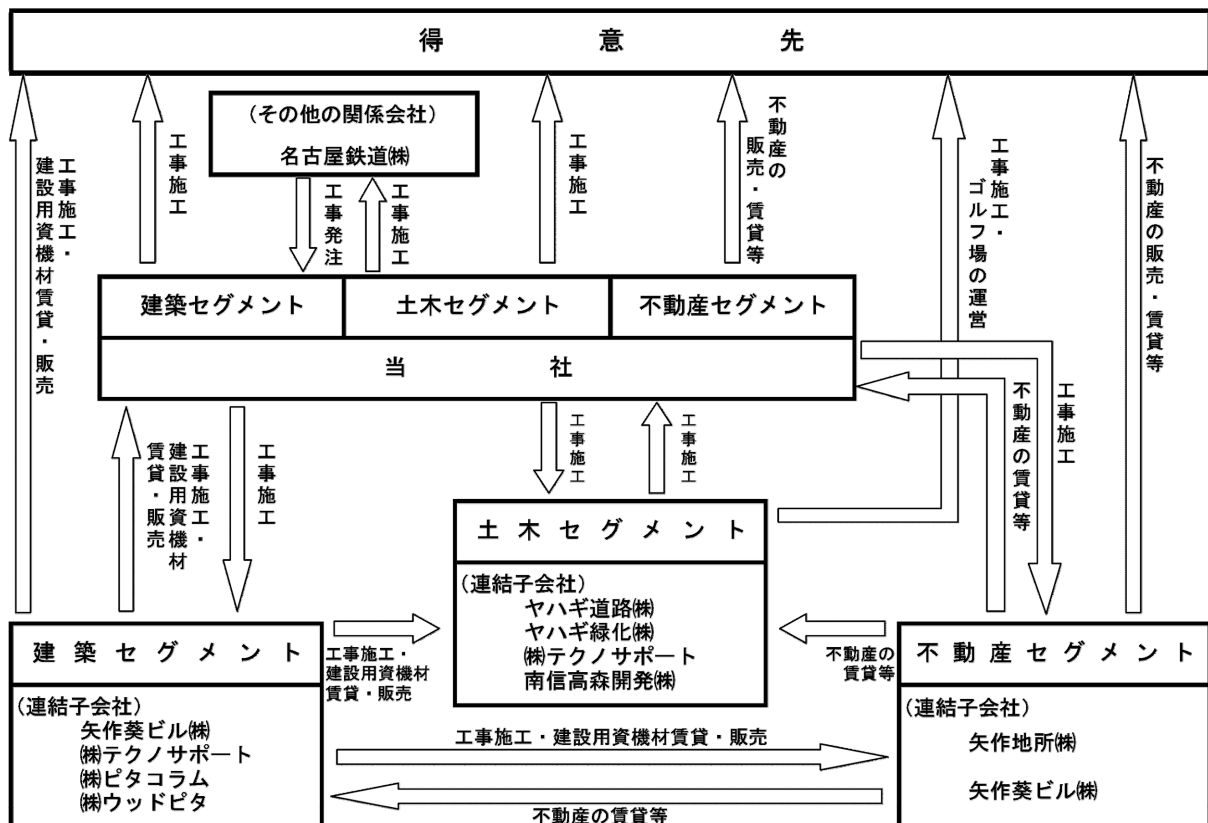 得意先
(その他の関係会社)
名古屋鉄道㈱
工事施工・
建設用資機材賃貸・販売
工事施工
工事発注
工事施工
工事施工
不動産の
販売・賃貸等
工事施工・
ゴルフ場の運営
不動産の販売・賃貸等
建築セグメント
土木セグメント
不動産セグメント
当社
工事施工・
建設用資機材
賃貸・販売
工事施工
工事施工
工事施工
不動産の賃貸等
工事施工
土木セグメント
(連結子会社)
ヤハギ道路㈱
ヤハギ緑化㈱
㈱テクノサポート
南信高森開発㈱
建築セグメント
(連結子会社)
矢作葵ビル㈱
㈱テクノサポート
㈱ピタコラム
㈱ウッドピタ
工事施工・
建設用資機材
賃貸・販売
不動産の
賃貸等
不動産セグメント
(連結子会社)
矢作地所㈱
矢作葵ビル㈱
工事施工・建設用資機材賃貸・販売
不動産の賃貸等